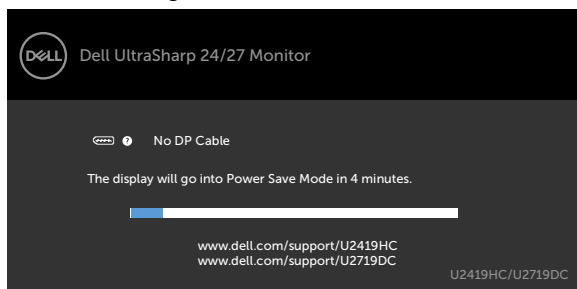 DELL Dell UltraSharp 24/27 Monitor
? No DP Cable
The display will go into Power Save Mode in 4 minutes.
www.dell.com/support/U2419HC
www.dell.com/support/U2719DC
U2419HC/U2719DC